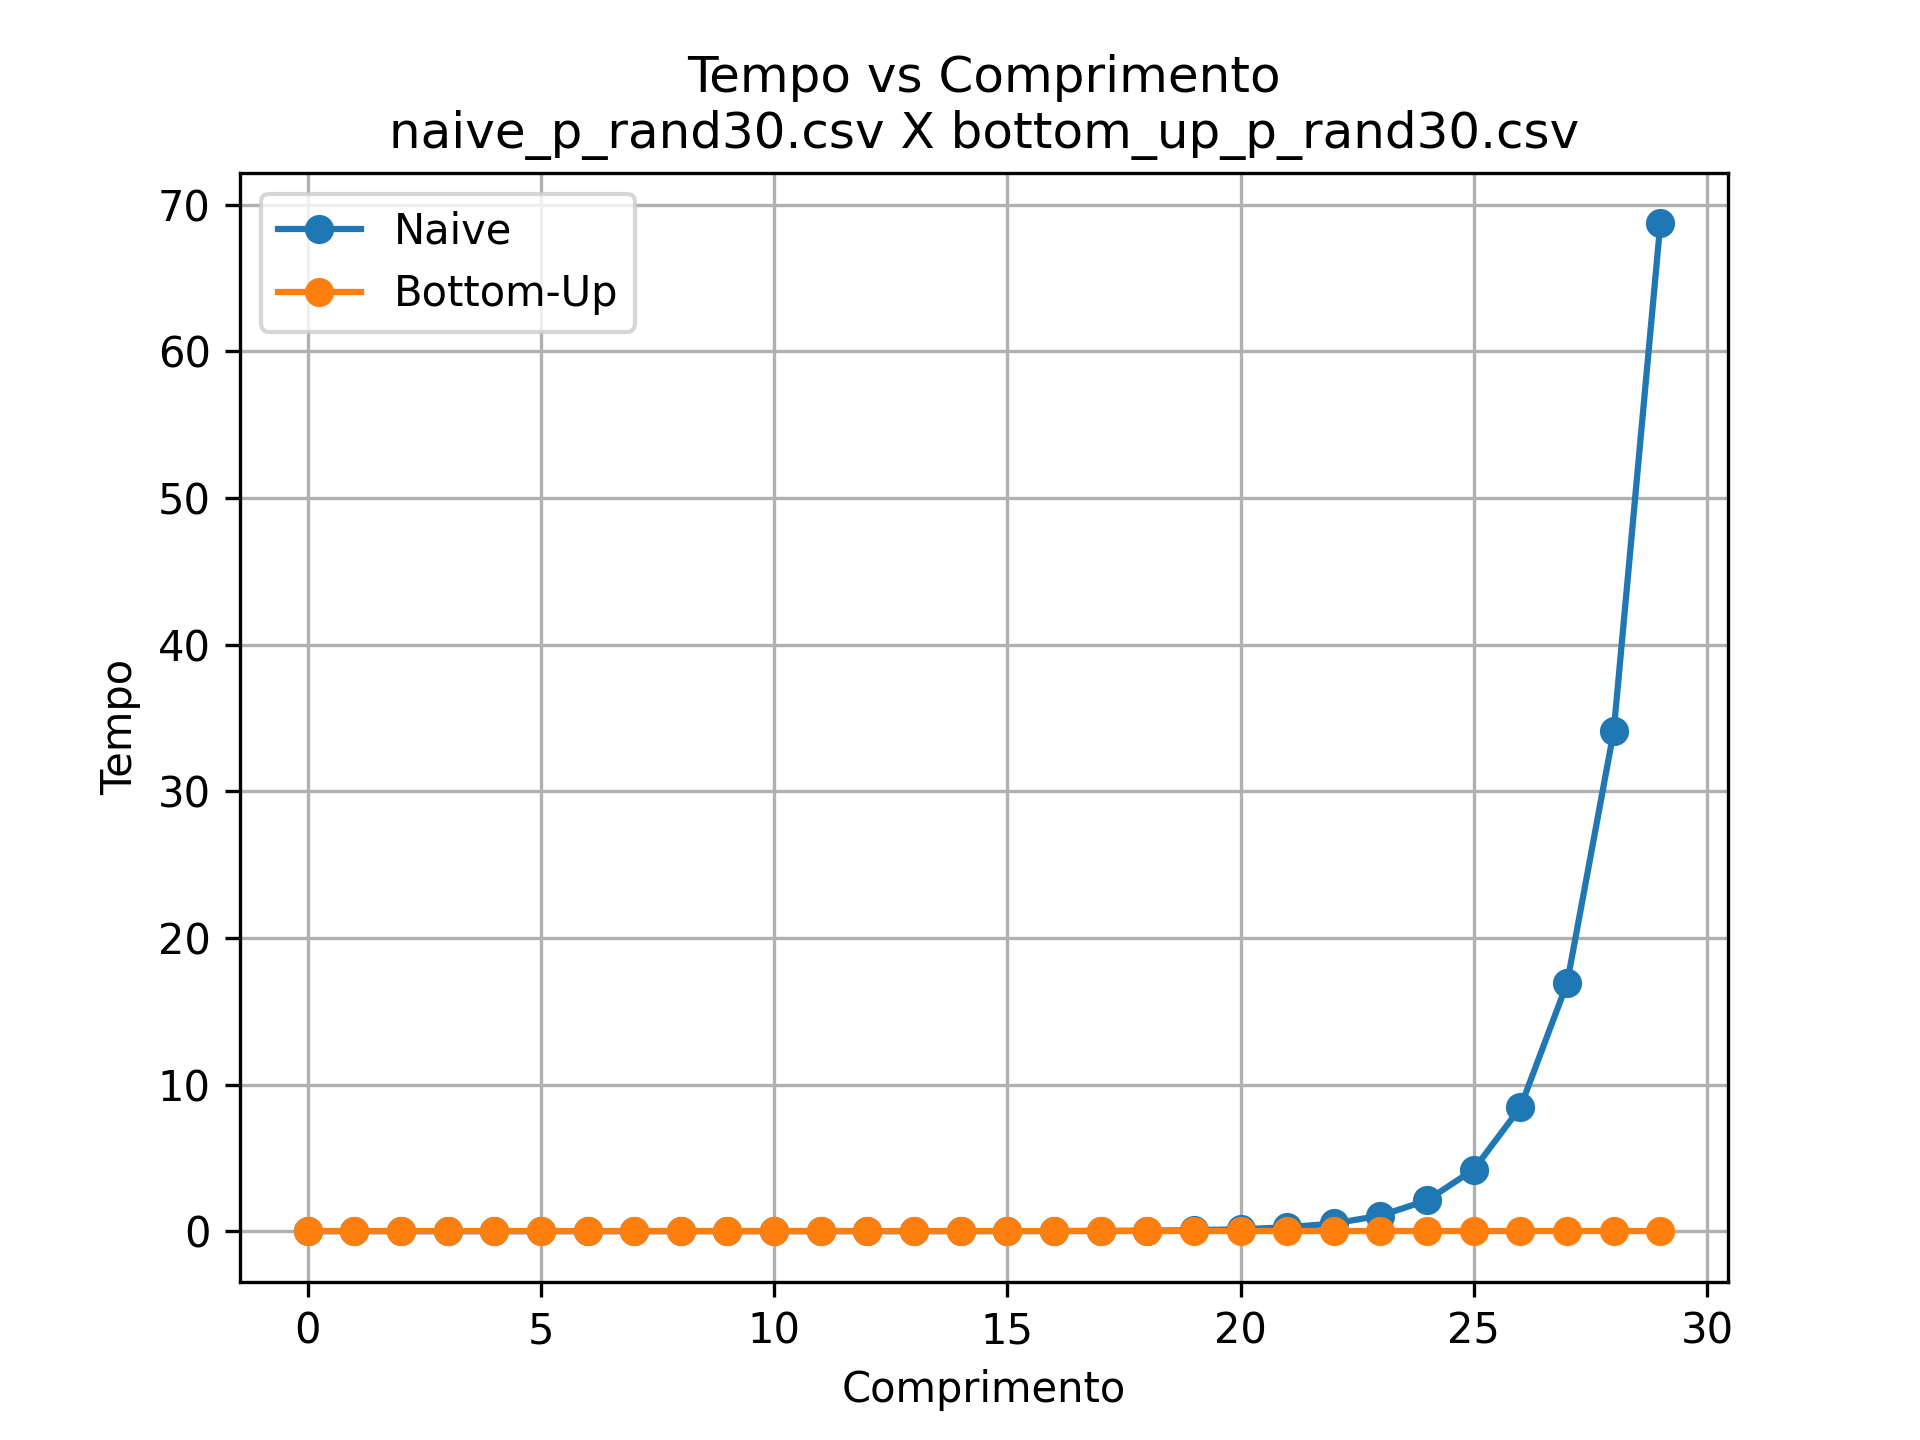 Tempo vs Comprimento
naive_p_rand30.csv X bottom_up_p_rand30.csv
Naive
Bottom-Up
70
60
50
40
30
20
10
0
Tempo
0 5 10 15 20 25 30
Comprimento